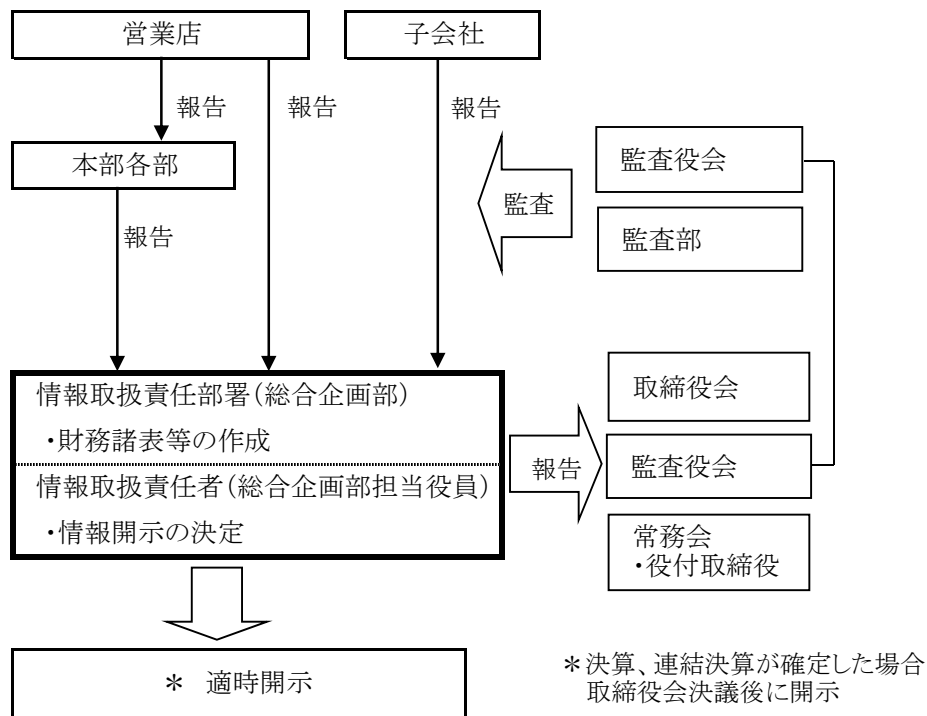 営業店
子会社
報告
報告
報告
本部各部
監査役会
監査
監査部
報告
情報取扱責任部署(総合企画部)
・財務諸表等の作成
情報取扱責任者(総合企画部担当役員)
・情報開示の決定
報告
取締役会
監査役会
常務会
・役付取締役
＊ 適時開示
＊決算、連結決算が確定した場合
取締役会決議後に開示